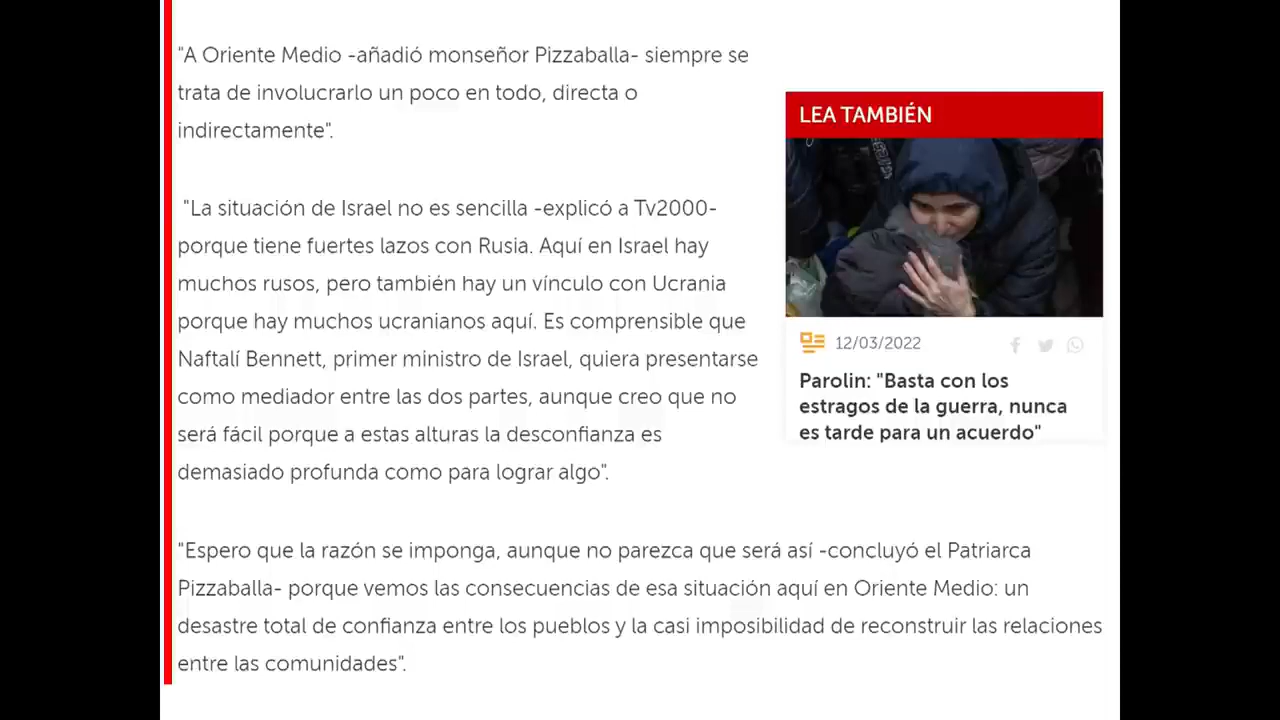 "A Oriente Medio -añadió monseñor Pizzaballa- siempre se
trata de involucrarlo un poco en todo, directa o
indirectamente".
"La situación de Israel no es sencilla -explicó a Tv2000-
porque tiene fuertes lazos con Rusia. Aquí en Israel hay
muchos rusos, pero también hay un vínculo con Ucrania
porque hay muchos ucranianos aquí. Es comprensible que
Naftalí Bennett, primer ministro de Israel, quiera presentarse
como mediador entre las dos partes, aunque creo que no
será fácil porque a estas alturas la desconfianza es
demasiado profunda como para lograr algo".
LEA TAMBIÉN
12/03/2022
Parolin: "Basta con los
estragos de la guerra, nunca
es tarde para un acuerdo"
"Espero que la razón se imponga, aunque no parezca que será así -concluyó el Patriarca
Pizzaballa- porque vemos las consecuencias de esa situación aquí en Oriente Medio: un
desastre total de confianza entre los pueblos y la casi imposibilidad de reconstruir las relaciones
entre las comunidades".